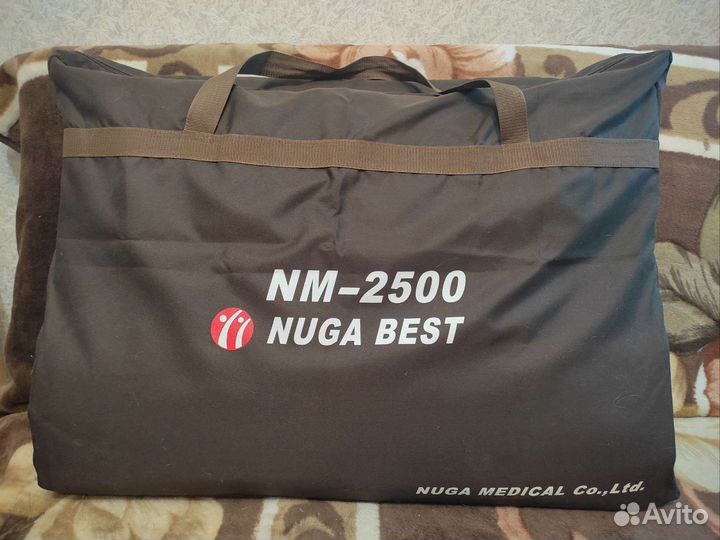 NM-2500
NUGA BEST
NUGA MEDICAL Co.,Ltd.
Avito